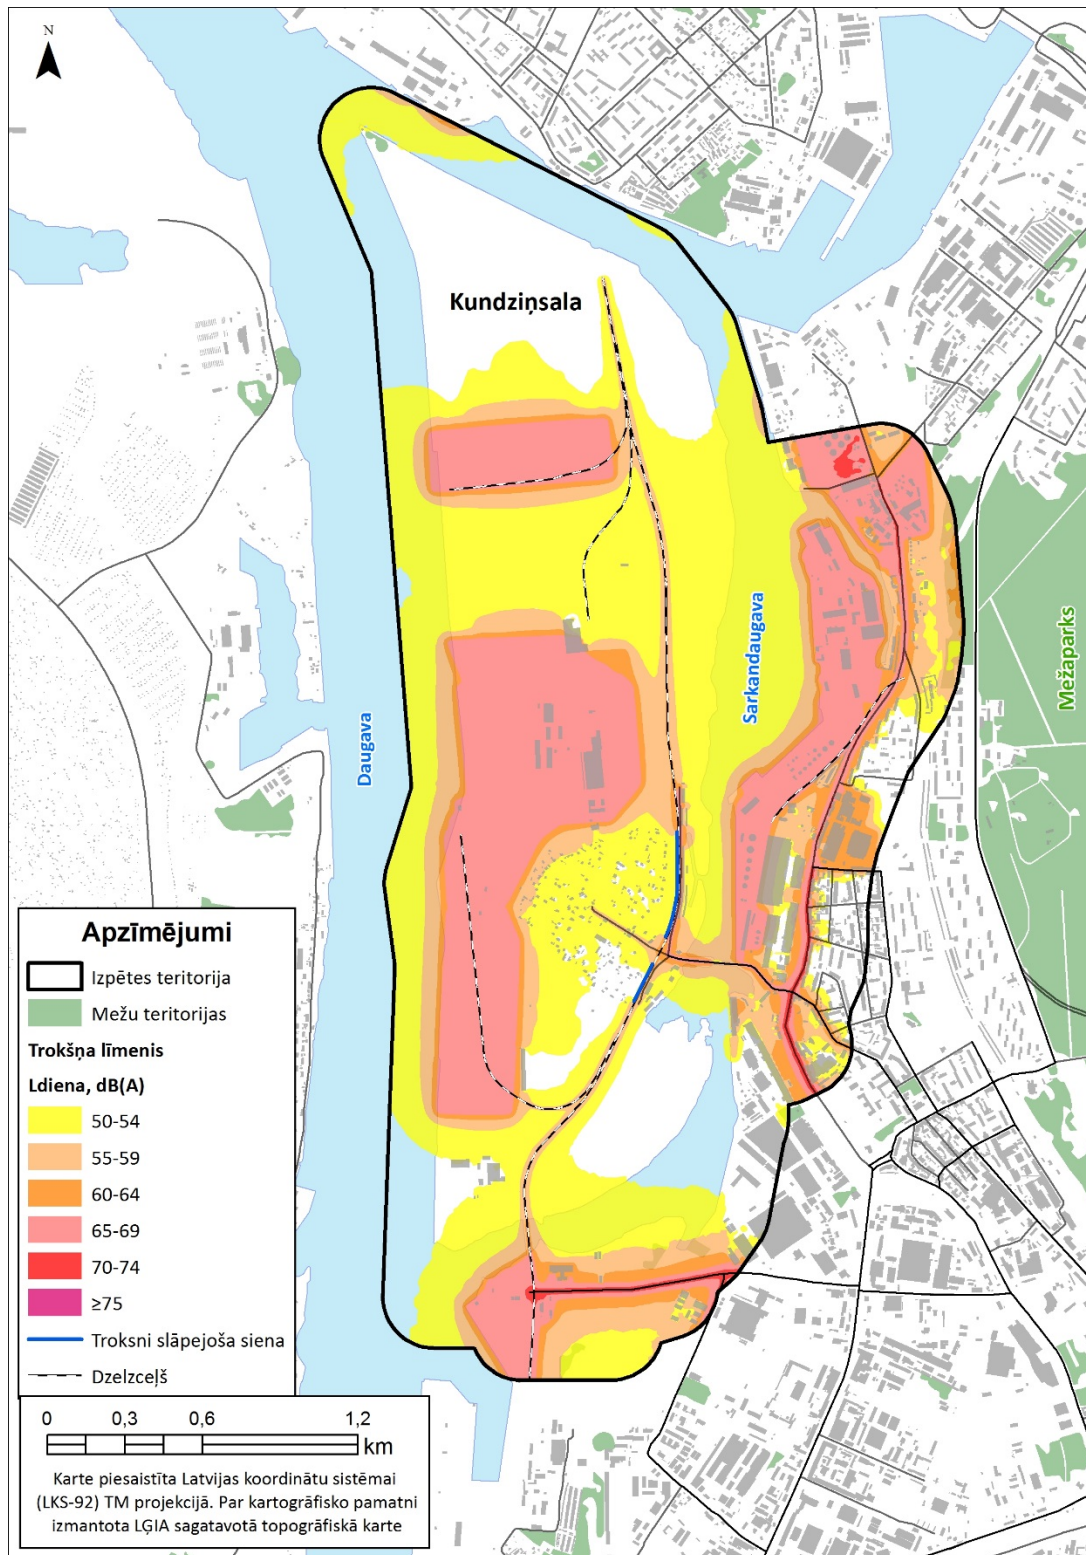 N
Kundziņsala
Sarkandaugava
Mežaparks
Daugava
Apzīmējumi
Izpētes teritorija
Mežu teritorijas
Trokšņa līmenis
Ldiena, dB(A)
50-54
55-59
60-64
65-69
70-74
≥75
Troksni slāpejoša siena
Dzelzceļš
0 0,3 0,6 1,2
km
Karte piesaistīta Latvijas koordinātu sistēmai
(LKS-92) TM projekcijā. Par kartogrāfisko pamatni
izmantota LĢIA sagatavotā topogrāfiskā karte